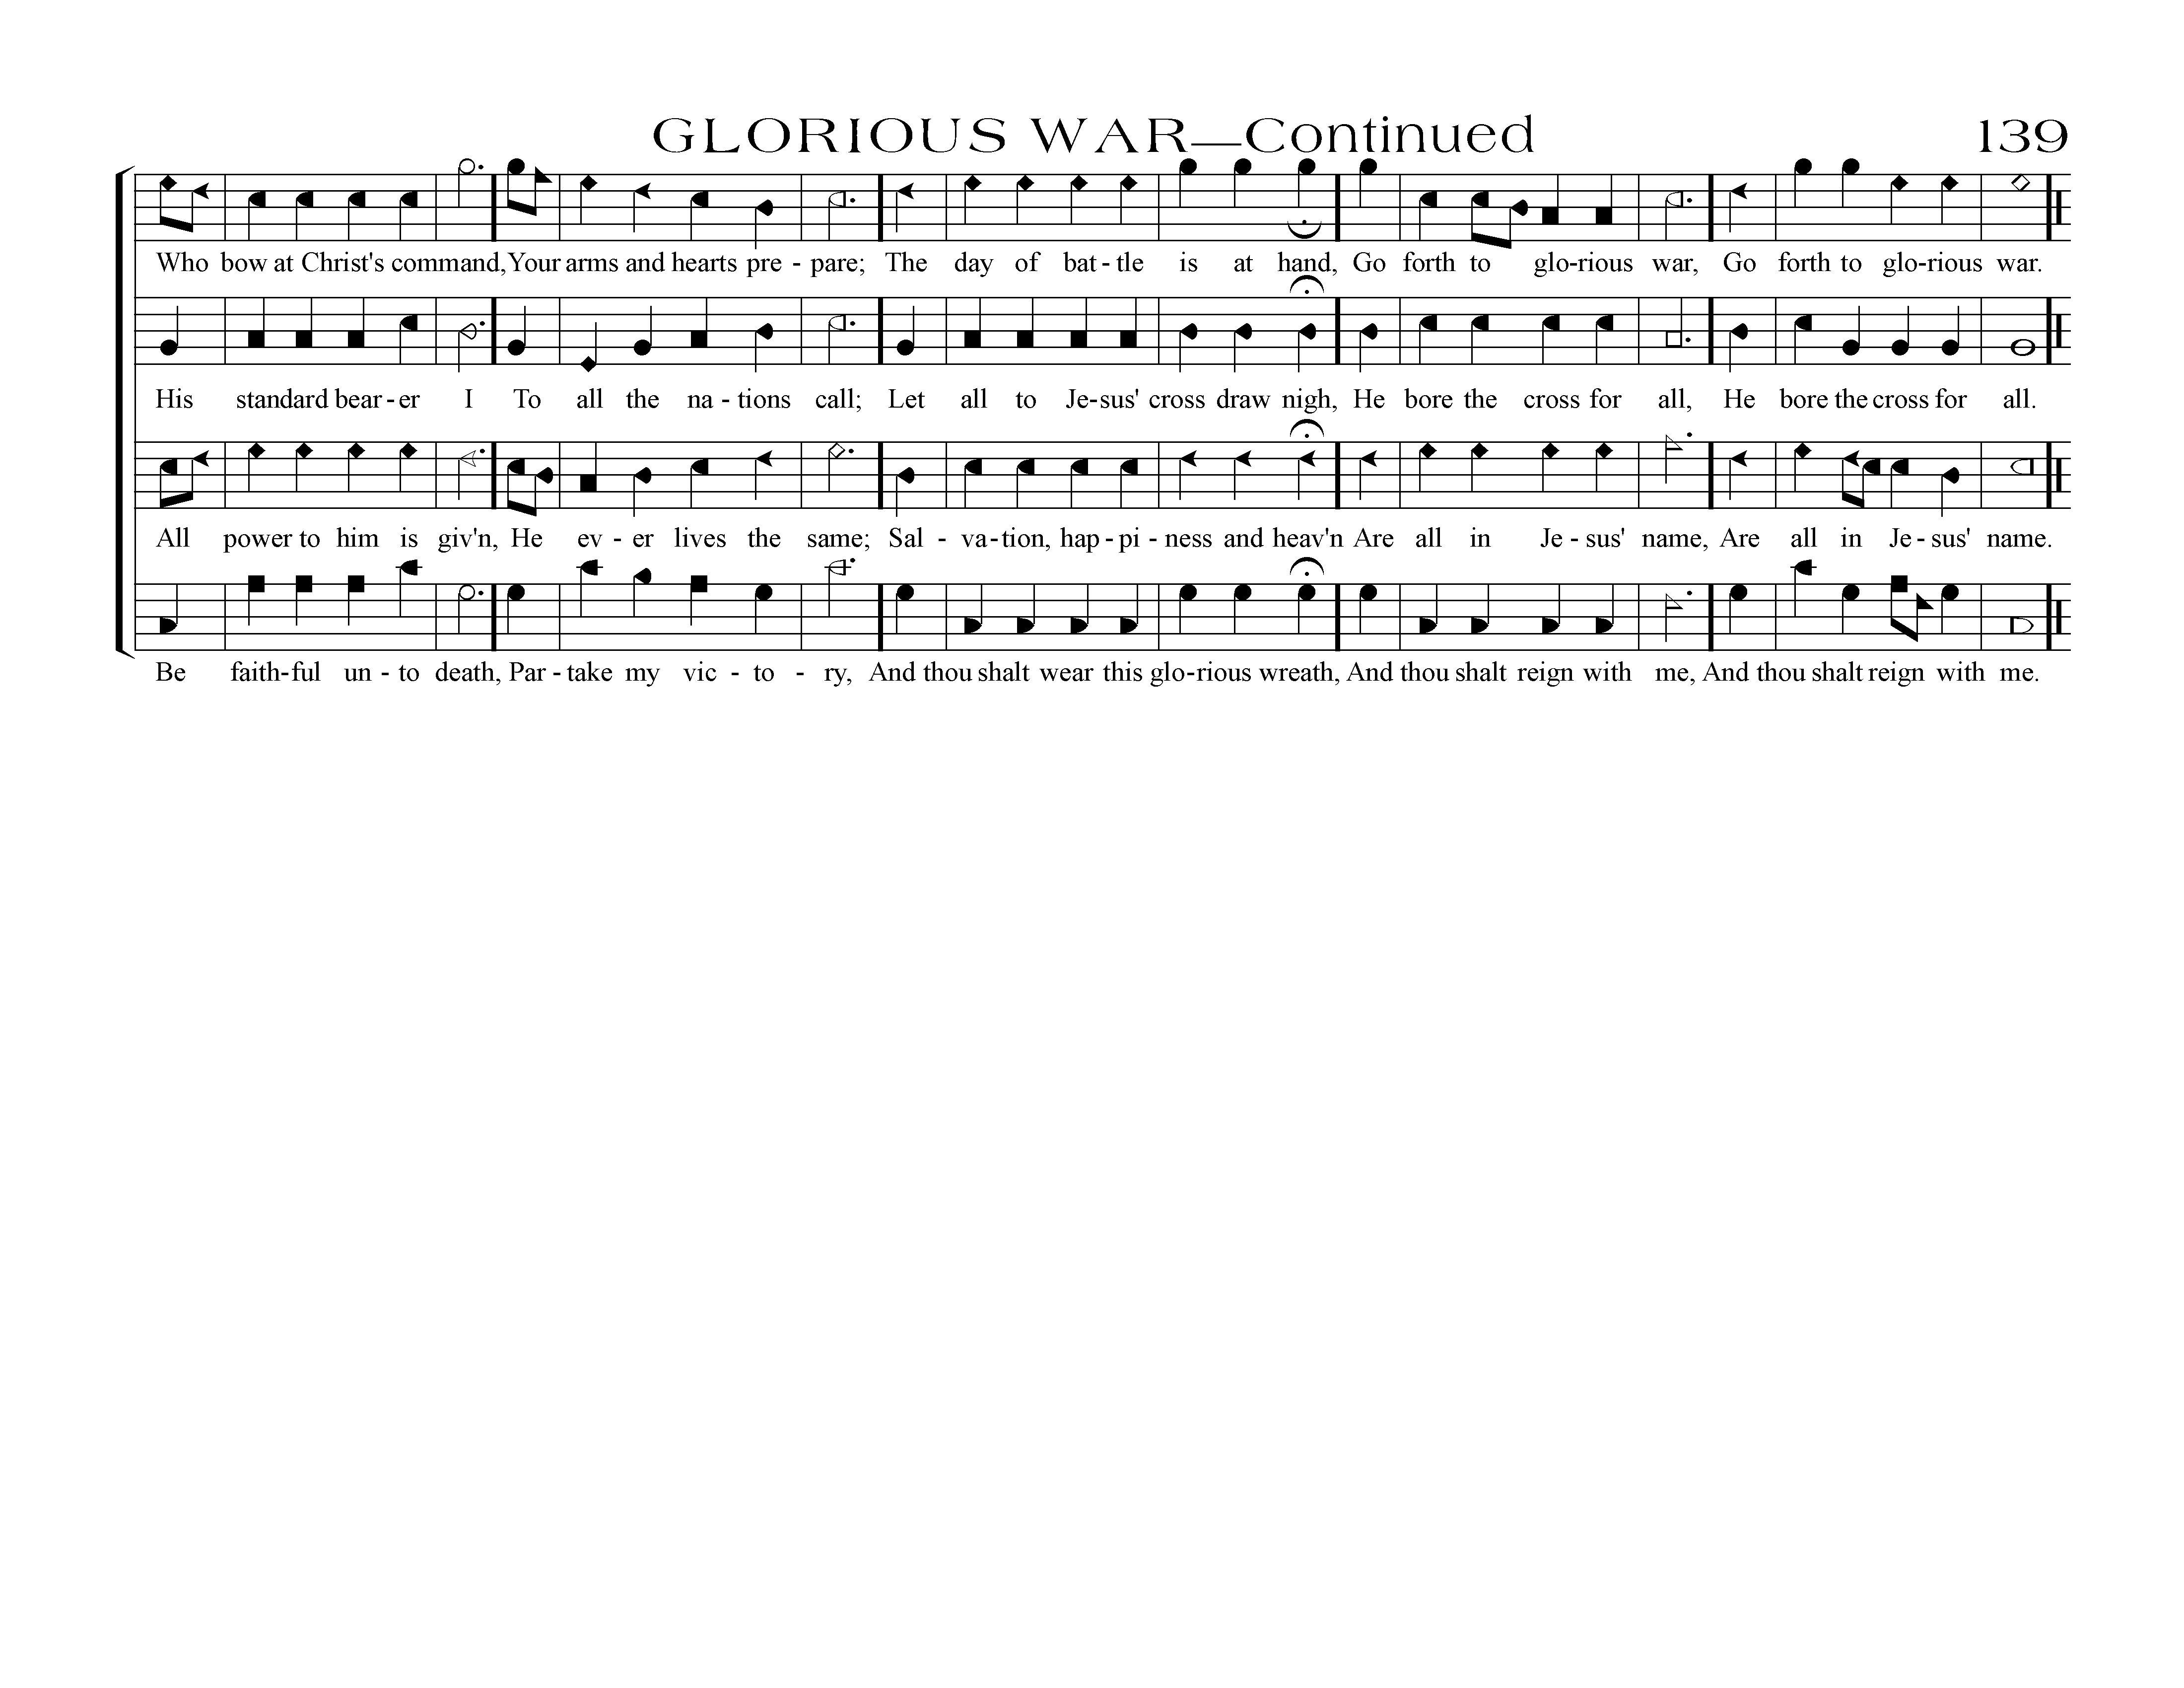 GLORIOUS WAR—Continued 139
Who bow at Christ's command, Your arms and hearts pre - pare; The day of bat - tle is at hand, Go forth to glo-rious war, Go forth to glo-rious war.
His standard bear - er I To all the na - tions call; Let all to Je-sus' cross draw nigh, He bore the cross for all, He bore the cross for all.
All power to him is giv'n, He ev - er lives the same; Sal - va-tion, hap-pi - ness and heav'n Are all in Je - sus' name, Are all in Je - sus' name.
Be faith-ful un - to death, Par - take my vic - to - ry, And thou shalt wear this glo-rious wreath, And thou shalt reign with me, And thou shalt reign with me.